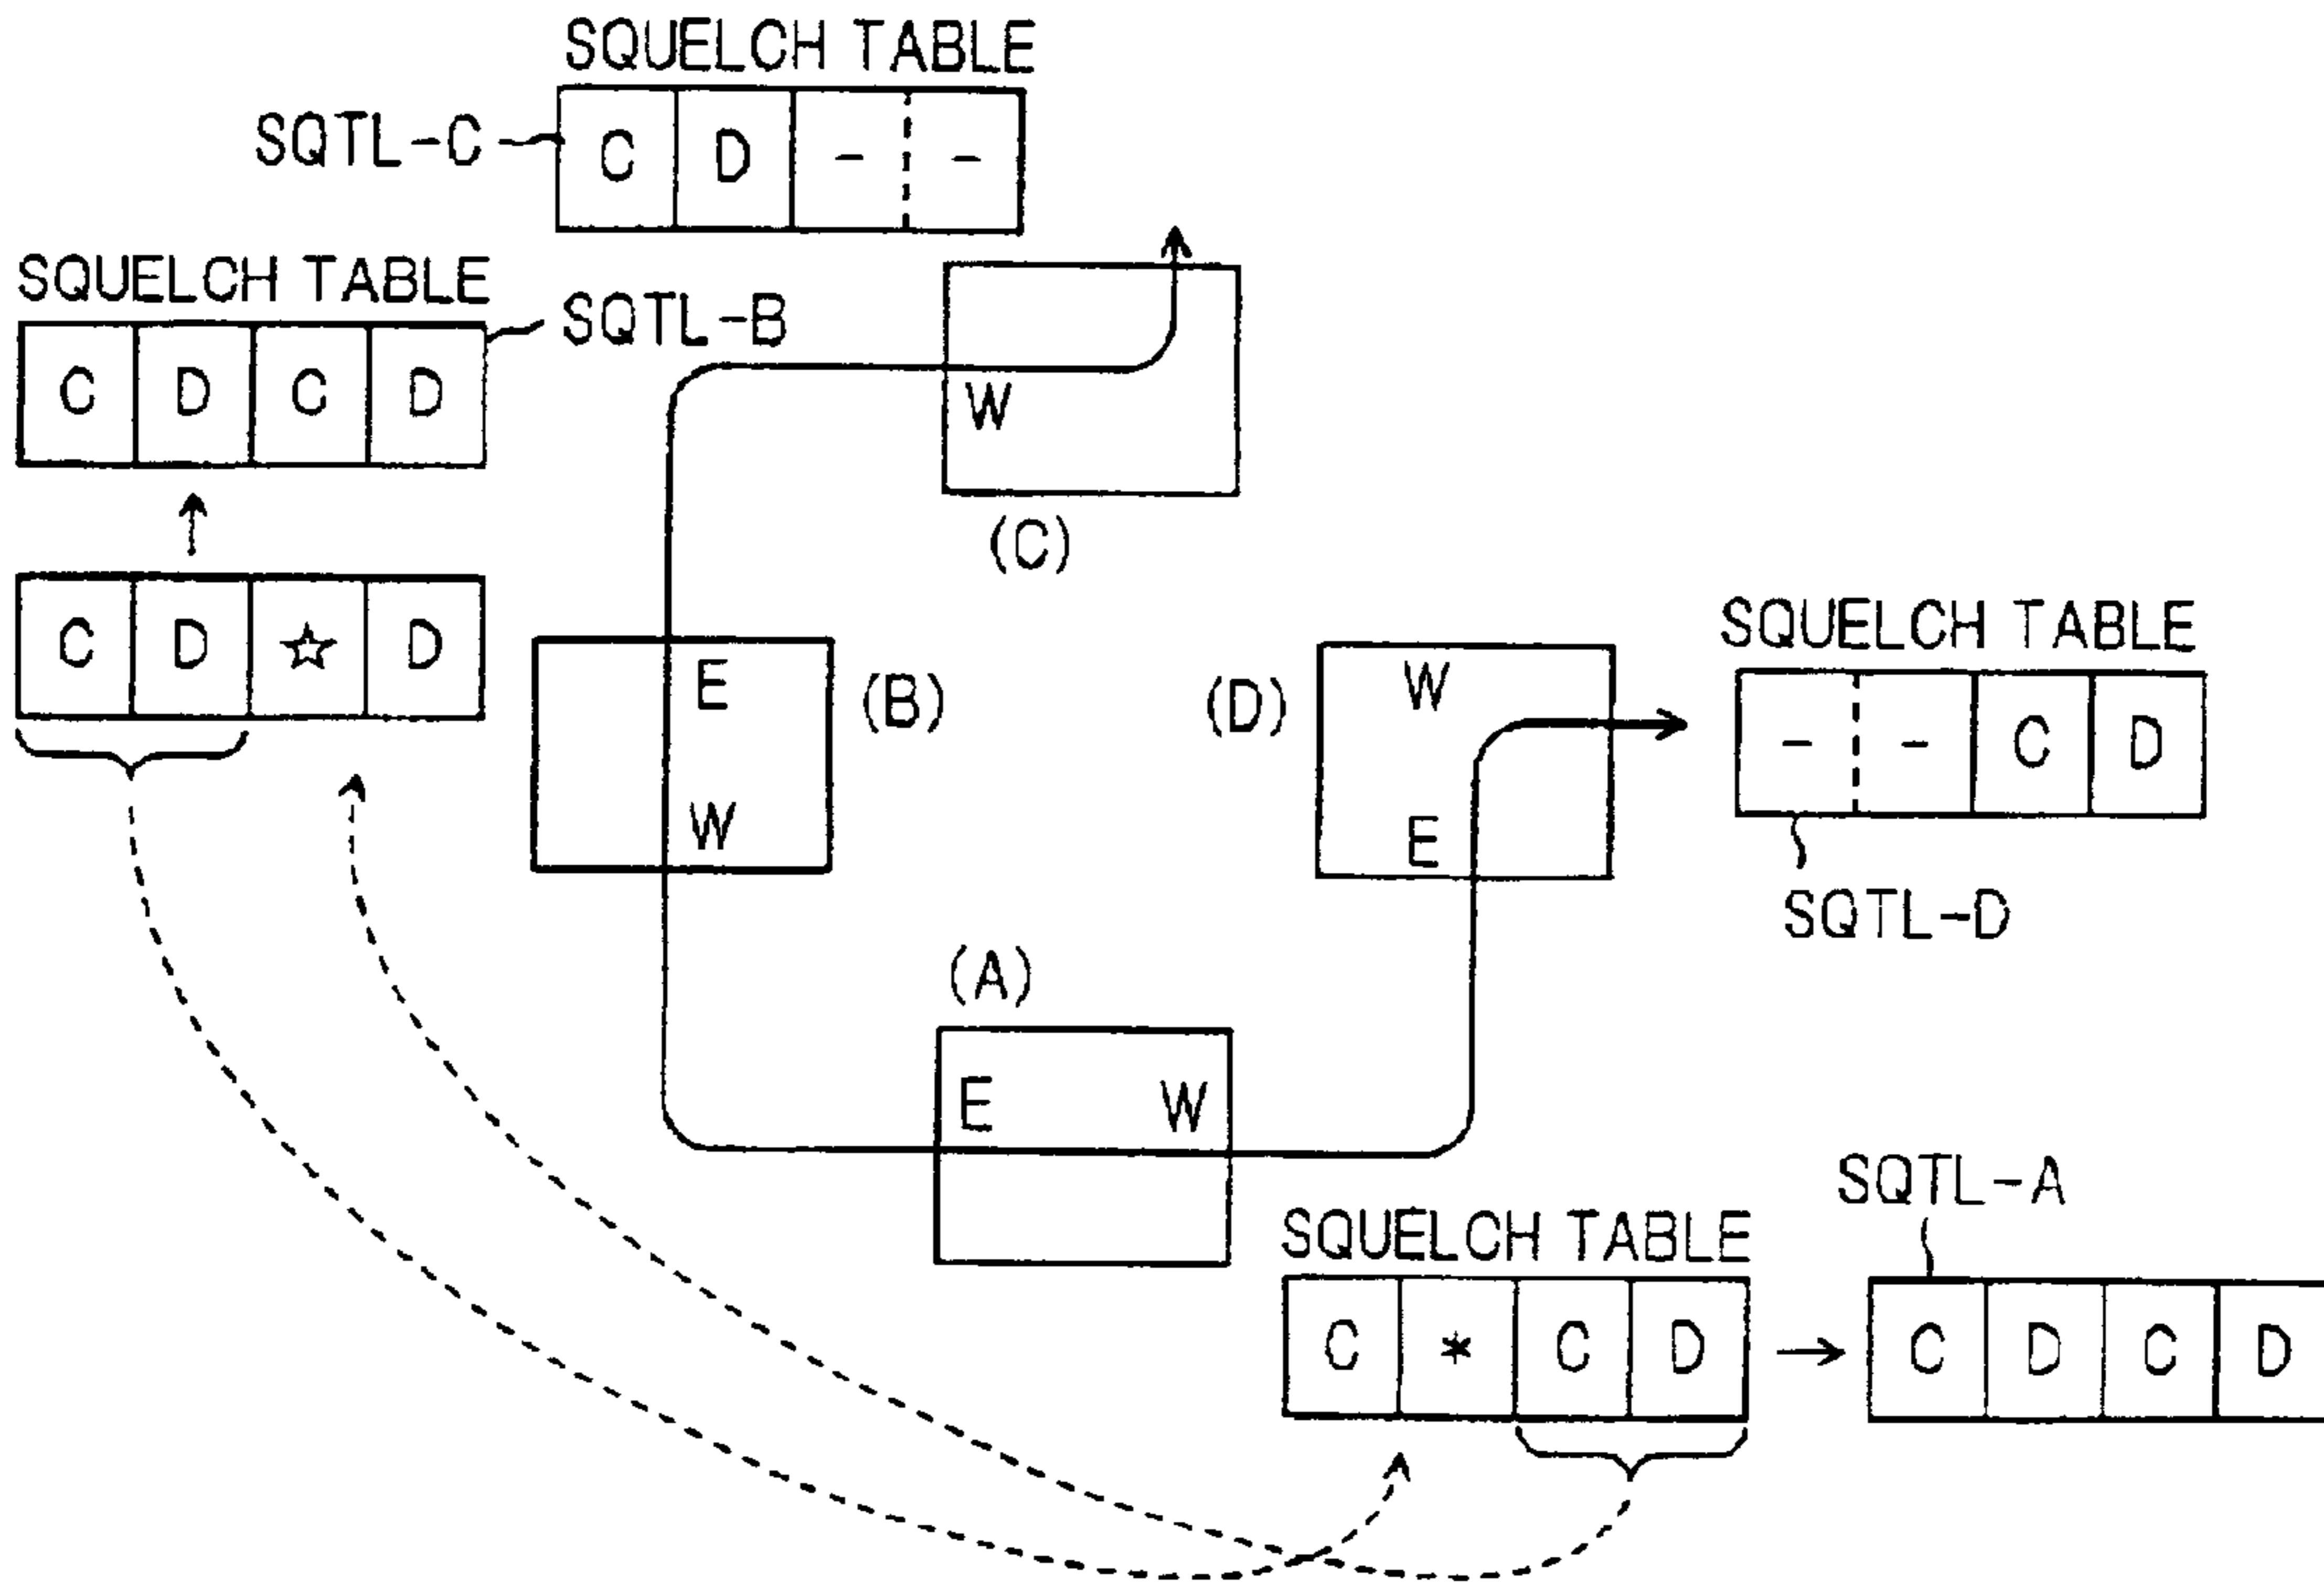 SQUELCH TABLE
SQTL-C
C D - -
SQUELCH TABLE
SQTL-B
C D C D
W
(C)
C D ☆ D
E
W
(B)
(D)
W
E
SQUELCH TABLE
- - C D
SQTL-D
(A)
E W
SQTL-A
SQUELCH TABLE
C * C D
C D C D